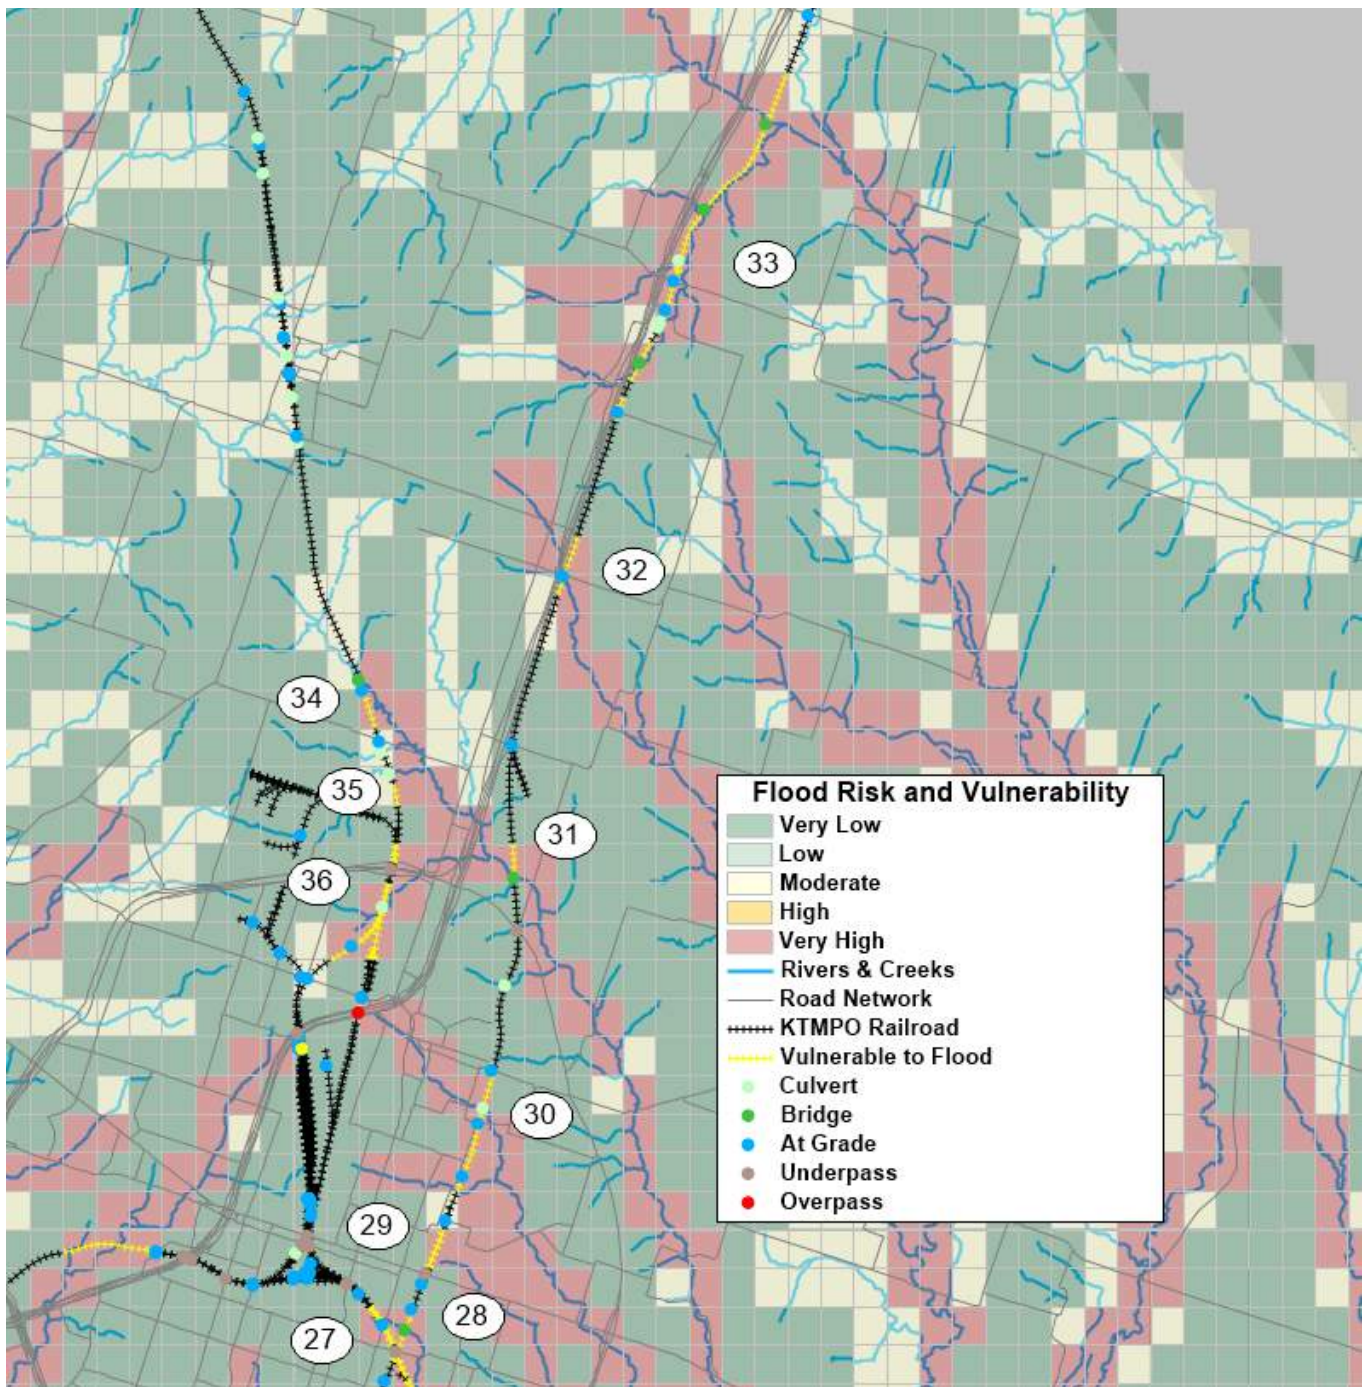 33
32
34
Flood Risk and Vulnerability
35
Very Low
31
Low
36
Moderate
High
Very High
Rivers & Creeks
Road Network
KTMPO Railroad
Vulnerable to Flood
Culvert
30
Bridge
At Grade
Underpass
29
Overpass
28
27